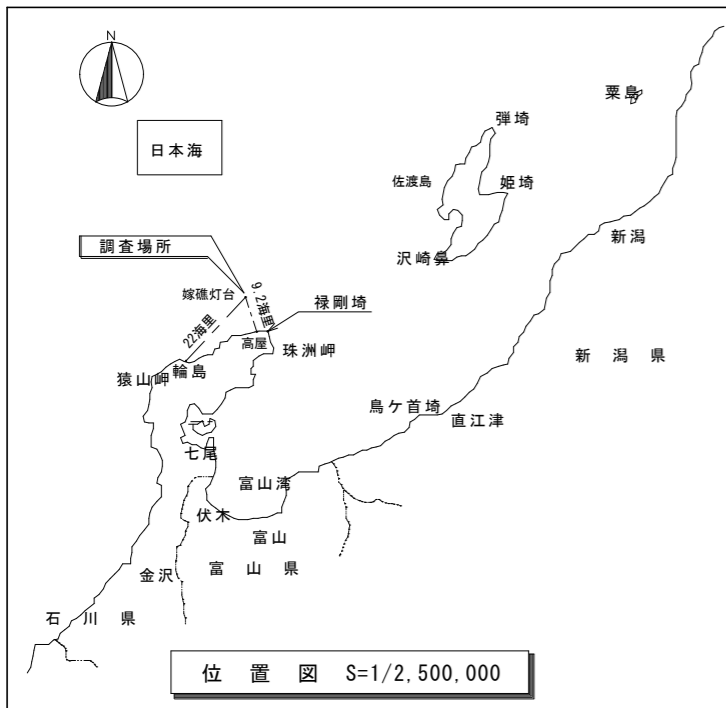 N
日本海
粟島
弾埼
佐渡島
姫埼
沢崎鼻
新潟
調査場所
嫁礁灯台
9.2海里
22海里
禄剛埼
高屋
珠洲岬
輪島
猿山岬
新潟県
鳥ケ首埼
直江津
七尾
富山湾
伏木
富山
金沢
富山県
石川県
位置図 S=1/2,500,000